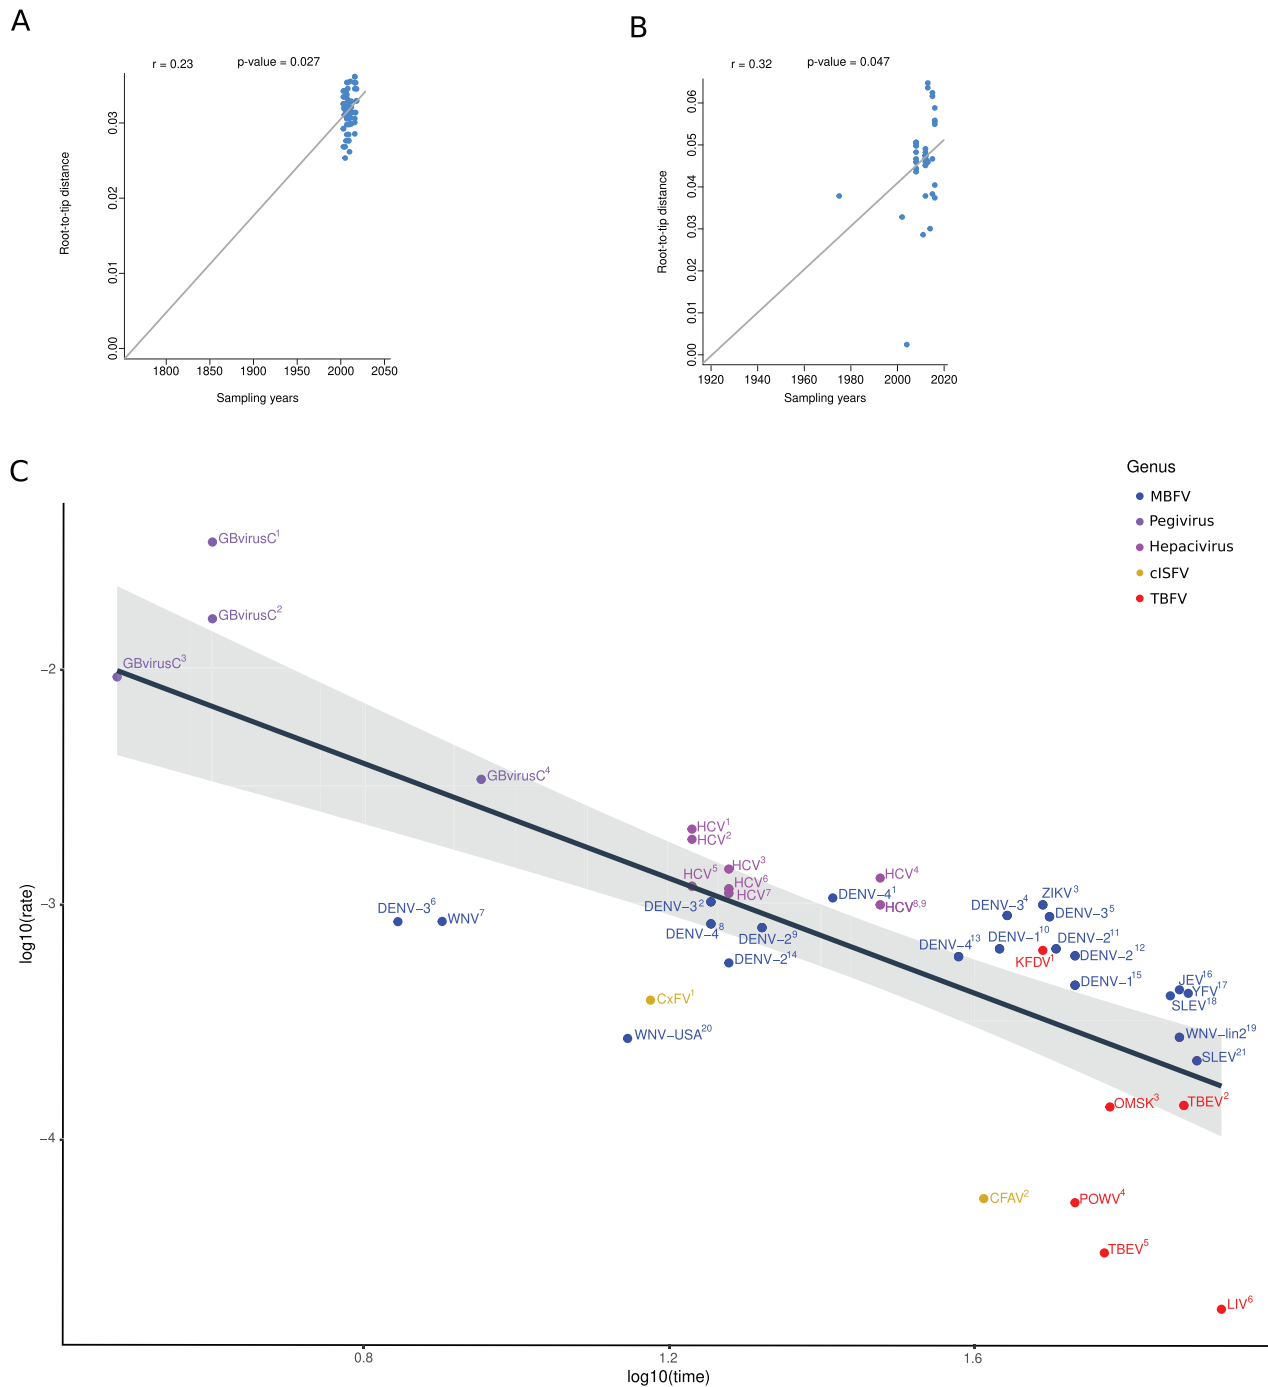 A
r = 0.23 p-value = 0.027
Root-to-tip distance
0.00 0.01 0.02 0.03
1800 1850 1900 1950 2000 2050
Sampling years
B
r = 0.32 p-value = 0.047
Root-to-tip distance
0.00 0.01 0.02 0.03 0.04 0.05 0.06
1920 1940 1960 1980 2000 2020
Sampling years
C
Genus
MBFV
Pegivirus
Hepacivirus
cISFV
TBFV
GBvirusC1
GBvirusC2
GBvirusC3
GBvirusC4
HCV1
HCV2
HCV3
HCV5
HCV6
HCV7
HCV4
HCV8,9
DENV−41
DENV−32
DENV−36
WNV7
DENV−48
DENV−29
DENV−214
ZIKV3
DENV−34
DENV−35
DENV−110
DENV−211
DENV−413
DENV−212
KFDV1
DENV−115
JEV16
YFV17
SLEV18
CxFV1
WNV−USA20
WNV−lin219
SLEV21
OMSK3
TBEV2
CFAV2
POWV4
TBEV5
LIV6
−2
−3
−4
log10(rate)
0.8 1.2 1.6
log10(time)